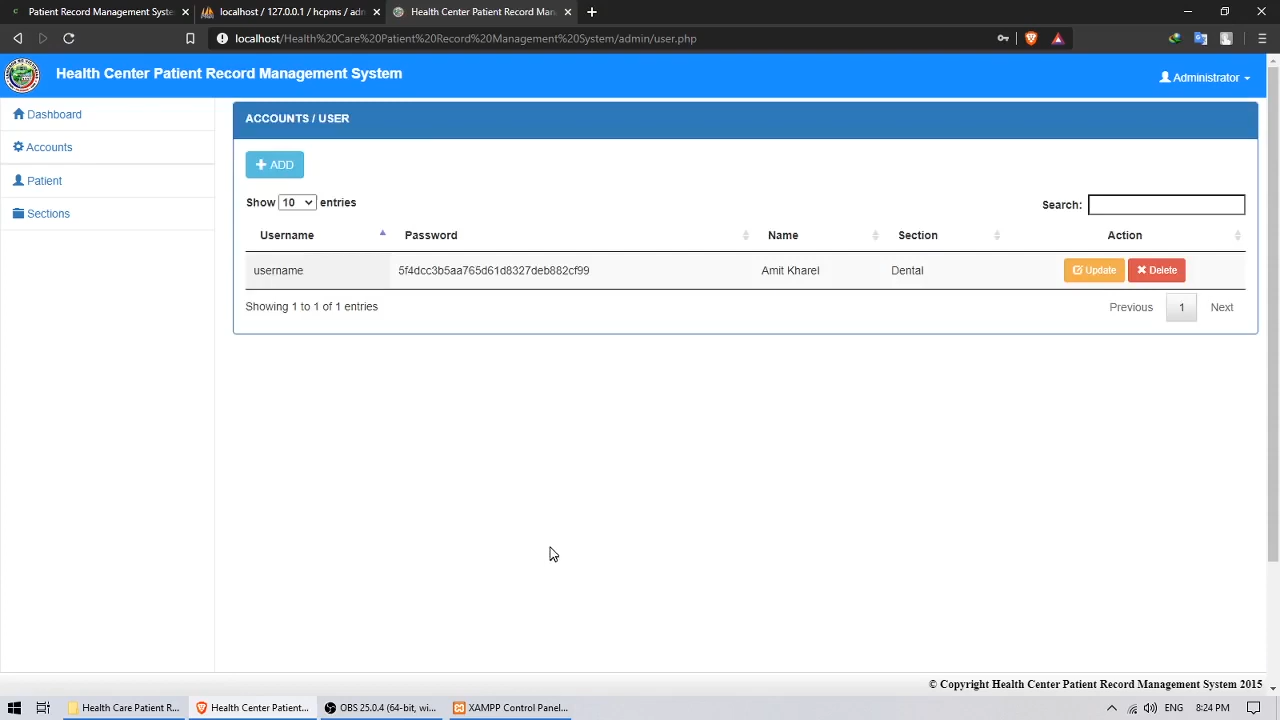 Patient Record Management Syste
localhost / 127.0.0.1 / hcpms / adr
Health Center Patient Record Man
localhost/Health%20Care%20Patient%20Record%20Management%20System/admin/user.php
Health Center Patient Record Management System
Administrator
Dashboard
Accounts
Patient
Sections
ACCOUNTS / USER
ADD
Show 10 entries
Search:
Username Password Name Section Action
username 5f4dcc3b5aa765d61d8327deb882cf99 Amit Kharel Dental Update Delete
Showing 1 to 1 of 1 entries
Previous 1 Next
© Copyright Health Center Patient Record Management System 2015
Health Care Patient R... Health Center Patient... OBS 25.0.4 (64-bit, wi... XAMPP Control Panel... ENG 8:24 PM